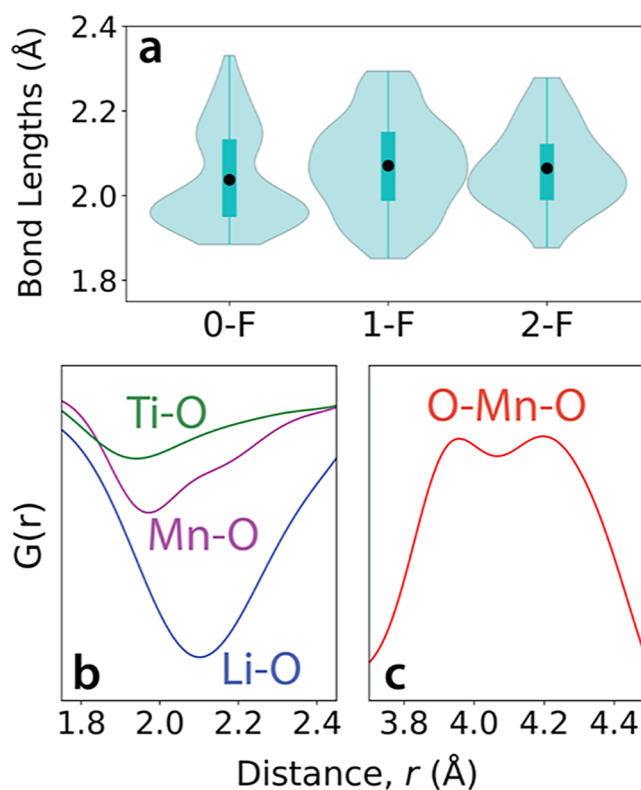 a
Bond Lengths (Å)
2.4
2.2
2.0
1.8
0-F
1-F
2-F
G(r)
Ti-O
Mn-O
Li-O
b
1.8
2.0
2.2
2.4
O-Mn-O
c
3.8
4.0
4.2
4.4
Distance, r (Å)